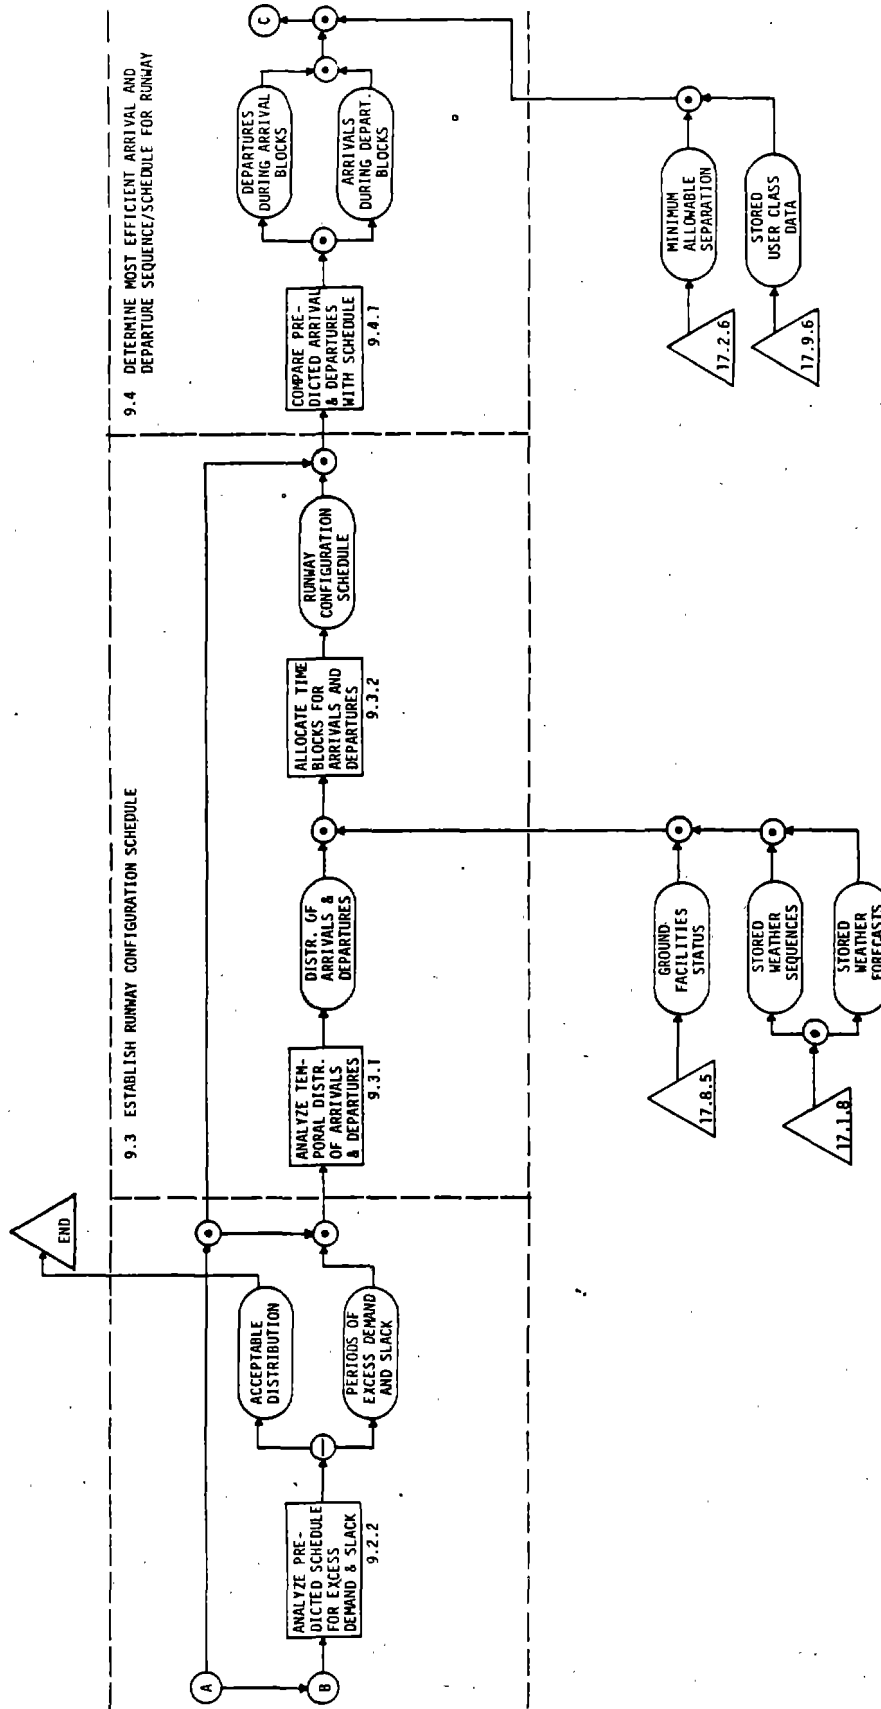 A
B
ANALYZE PRE-
DICTED SCHEDULE
FOR EXCESS
DEMAND & SLACK
9.2.2
ACCEPTABLE
DISTRIBUTION
PERIODS OF
EXCESS DEMAND
AND SLACK
END
9.3 ESTABLISH RUNWAY CONFIGURATION SCHEDULE
ANALYZE TEM-
PORAL DISTR.
OF ARRIVALS
& DEPARTURES
9.3.1
DISTR. OF
ARRIVALS &
DEPARTURES
ALLOCATE TIME
BLOCKS FOR
ARRIVALS AND
DEPARTURES
9.3.2
RUNWAY
CONFIGURATION
SCHEDULE
17.8.5
GROUND
FACILITIES
STATUS
17.1.8
STORED
WEATHER
SEQUENCES
STORED
WEATHER
FORECASTS
9.4 DETERMINE MOST EFFICIENT ARRIVAL AND
DEPARTURE SEQUENCE/SCHEDULE FOR RUNWAY
COMPARE PRE-
DICTED ARRIVAL
& DEPARTURES
WITH SCHEDULE
9.4.1
DEPARTURES
DURING ARRIVAL
BLOCKS
ARRIVALS
DURING DEPART.
BLOCKS
C
17.2.6
MINIMUM
ALLOWABLE
SEPARATION
17.9.6
STORED
USER CLASS
DATA